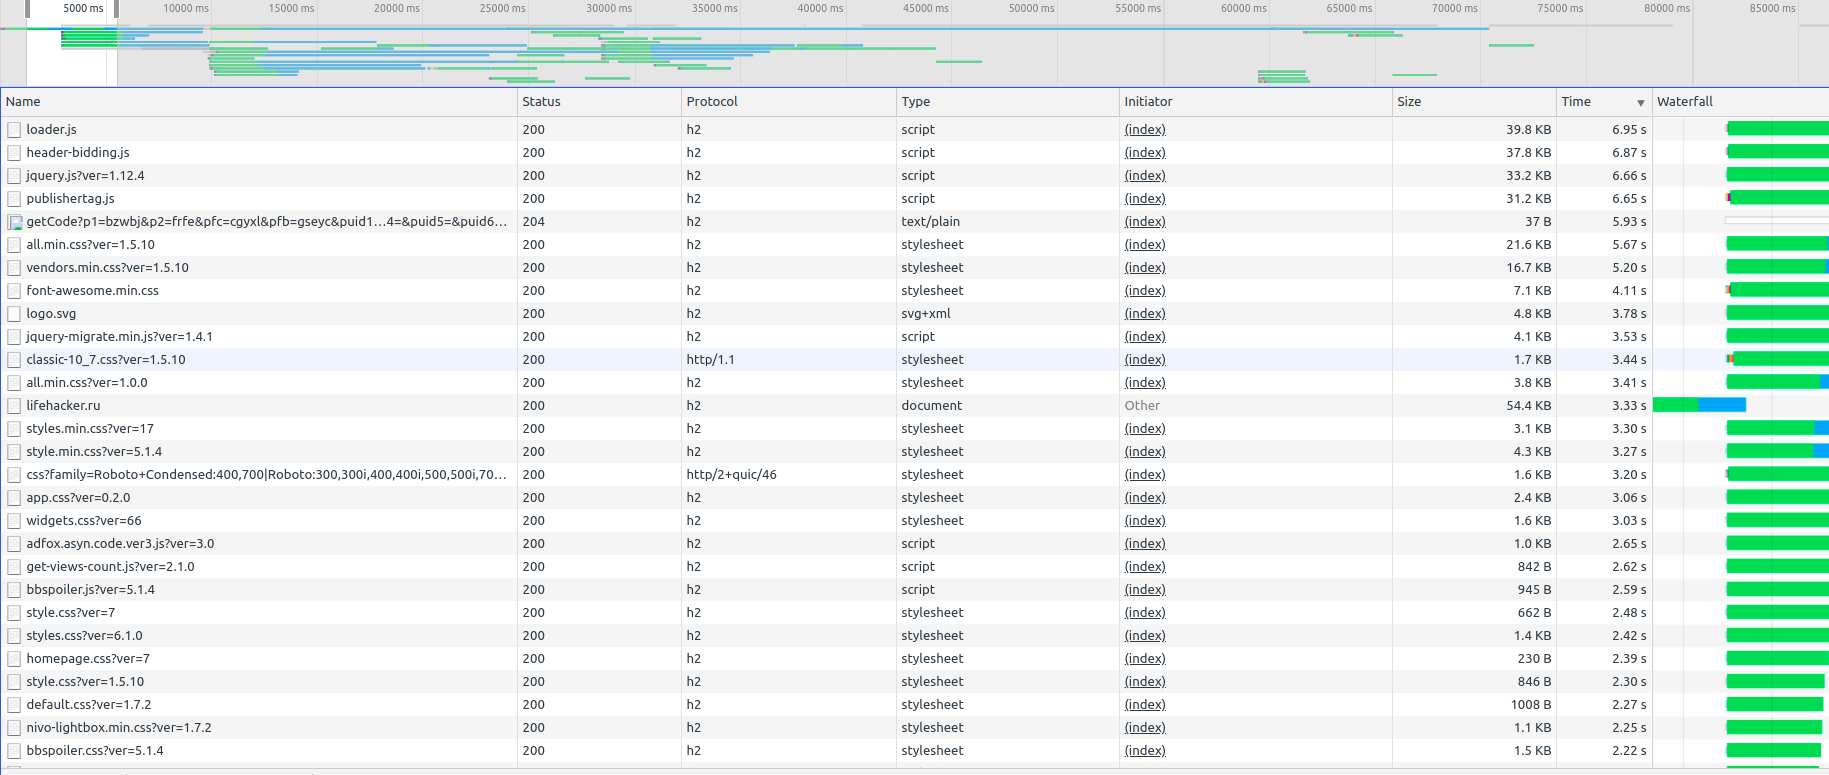 5000 ms 10000 ms 15000 ms 20000 ms 25000 ms 30000 ms 35000 ms 40000 ms 45000 ms 50000 ms 55000 ms 60000 ms 65000 ms 70000 ms 75000 ms 80000 ms 85000 ms
Name Status Protocol Type Initiator Size Time ▼ Waterfall
loader.js 200 h2 script (index) 39.8 KB 6.95 s
header-bidding.js 200 h2 script (index) 37.8 KB 6.87 s
jquery.js?ver=1.12.4 200 h2 script (index) 33.2 KB 6.66 s
publishertag.js 200 h2 script (index) 31.2 KB 6.65 s
getCode?p1=bzwbj&p2=frfe&pfc=cgyxl&pfb=gseyc&puid1…4=&puid5=&puid6… 204 h2 text/plain (index) 37 B 5.93 s
all.min.css?ver=1.5.10 200 h2 stylesheet (index) 21.6 KB 5.67 s
vendors.min.css?ver=1.5.10 200 h2 stylesheet (index) 16.7 KB 5.20 s
font-awesome.min.css 200 h2 stylesheet (index) 7.1 KB 4.11 s
logo.svg 200 h2 svg+xml (index) 4.8 KB 3.78 s
jquery-migrate.min.js?ver=1.4.1 200 h2 script (index) 4.1 KB 3.53 s
classic-10_7.css?ver=1.5.10 200 http/1.1 stylesheet (index) 1.7 KB 3.44 s
all.min.css?ver=1.0.0 200 h2 stylesheet (index) 3.8 KB 3.41 s
lifehacker.ru 200 h2 document Other 54.4 KB 3.33 s
styles.min.css?ver=17 200 h2 stylesheet (index) 3.1 KB 3.30 s
style.min.css?ver=5.1.4 200 h2 stylesheet (index) 4.3 KB 3.27 s
css?family=Roboto+Condensed:400,700|Roboto:300,300i,400,400i,500,500i,70… 200 http/2+quic/46 stylesheet (index) 1.6 KB 3.20 s
app.css?ver=0.2.0 200 h2 stylesheet (index) 2.4 KB 3.06 s
widgets.css?ver=66 200 h2 stylesheet (index) 1.6 KB 3.03 s
adfox.asyn.code.ver3.js?ver=3.0 200 h2 script (index) 1.0 KB 2.65 s
get-views-count.js?ver=2.1.0 200 h2 script (index) 842 B 2.62 s
bbspoiler.js?ver=5.1.4 200 h2 script (index) 945 B 2.59 s
style.css?ver=7 200 h2 stylesheet (index) 662 B 2.48 s
styles.css?ver=6.1.0 200 h2 stylesheet (index) 1.4 KB 2.42 s
homepage.css?ver=7 200 h2 stylesheet (index) 230 B 2.39 s
style.css?ver=1.5.10 200 h2 stylesheet (index) 846 B 2.30 s
default.css?ver=1.7.2 200 h2 stylesheet (index) 1008 B 2.27 s
nivo-lightbox.min.css?ver=1.7.2 200 h2 stylesheet (index) 1.1 KB 2.25 s
bbspoiler.css?ver=5.1.4 200 h2 stylesheet (index) 1.5 KB 2.22 s